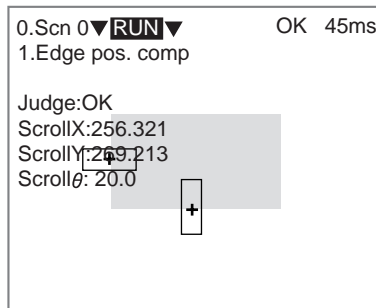 0.Scn 0▼RUN▼ OK 45ms
1.Edge pos. comp
Judge:OK
ScrollX:256.321
ScrollY:269.213
Scrollθ: 20.0